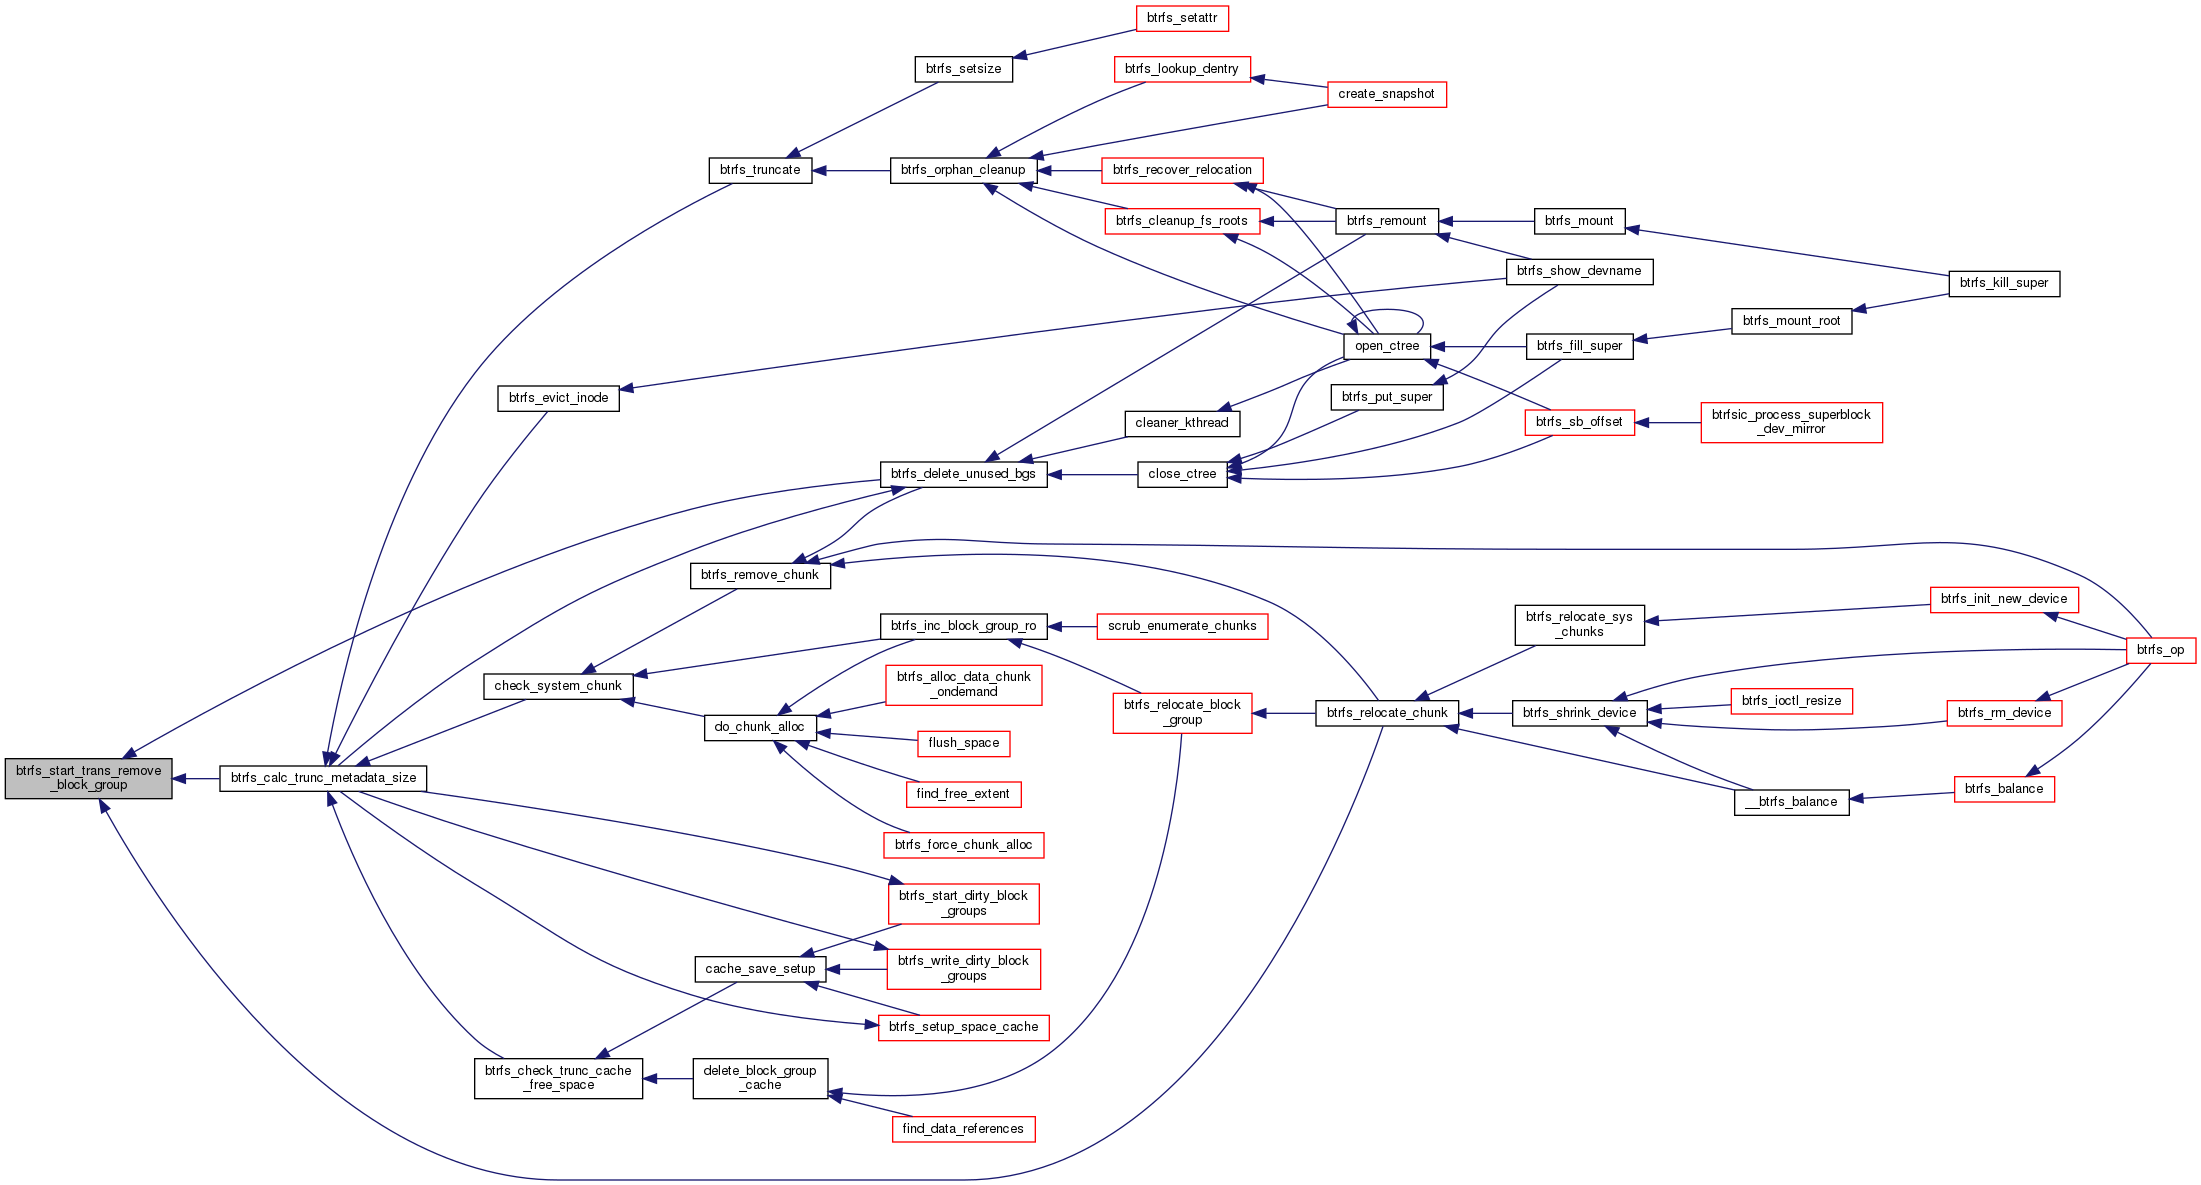 btrfs_setattr
btrfs_setsize
btrfs_lookup_dentry
create_snapshot
btrfs_truncate
btrfs_orphan_cleanup
btrfs_recover_relocation
btrfs_cleanup_fs_roots
btrfs_remount
btrfs_mount
btrfs_show_devname
btrfs_kill_super
btrfs_mount_root
open_ctree
btrfs_fill_super
btrfs_evict_inode
btrfs_put_super
cleaner_kthread
btrfs_sb_offset
btrfsic_process_superblock
_dev_mirror
btrfs_delete_unused_bgs
close_ctree
btrfs_remove_chunk
btrfs_inc_block_group_ro
scrub_enumerate_chunks
btrfs_relocate_sys
_chunks
btrfs_init_new_device
btrfs_op
check_system_chunk
btrfs_alloc_data_chunk
_ondemand
do_chunk_alloc
btrfs_relocate_block
_group
btrfs_relocate_chunk
btrfs_shrink_device
btrfs_ioctl_resize
btrfs_rm_device
flush_space
btrfs_start_trans_remove
_block_group
btrfs_calc_trunc_metadata_size
find_free_extent
__btrfs_balance
btrfs_balance
btrfs_force_chunk_alloc
btrfs_start_dirty_block
_groups
cache_save_setup
btrfs_write_dirty_block
_groups
btrfs_setup_space_cache
btrfs_check_trunc_cache
_free_space
delete_block_group
_cache
find_data_references